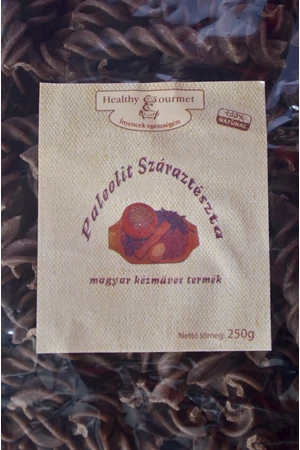 Healthy Gourmet
Ínyencek egészségére
100%
NATURAL
Paleolit Száraztészta
magyar kézműves termék
Nettó tömeg: 250g